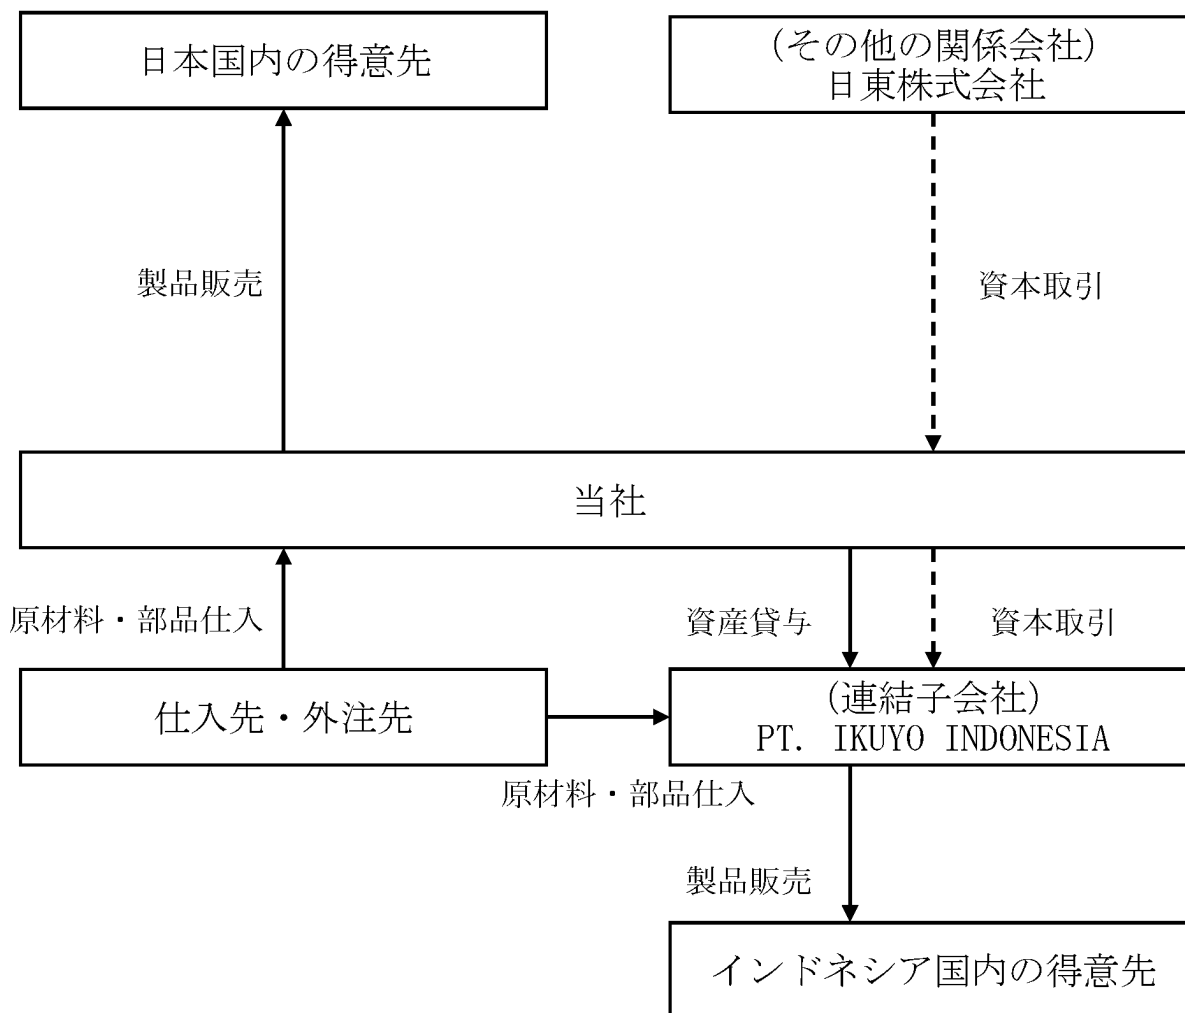 日本国内の得意先
(その他の関係会社)
日東株式会社
製品販売
資本取引
当社
原材料・部品仕入
資産貸与
資本取引
仕入先・外注先
(連結子会社)
PT. IKUYO INDONESIA
原材料・部品仕入
製品販売
インドネシア国内の得意先